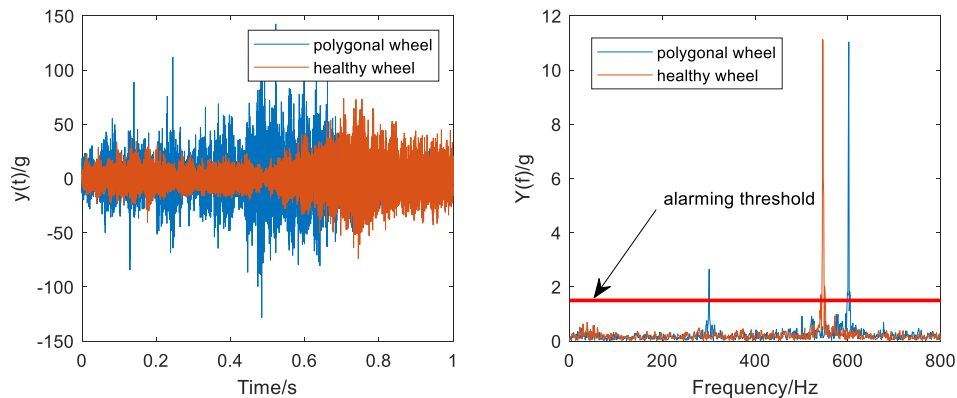 150
100
50
0
-50
-100
-150
y(t)/g
polygonal wheel
healthy wheel
0
0.2
0.4
0.6
0.8
1
Time/s
12
10
8
6
4
2
0
Y(f)/g
polygonal wheel
healthy wheel
alarming threshold
0
200
400
600
800
Frequency/Hz